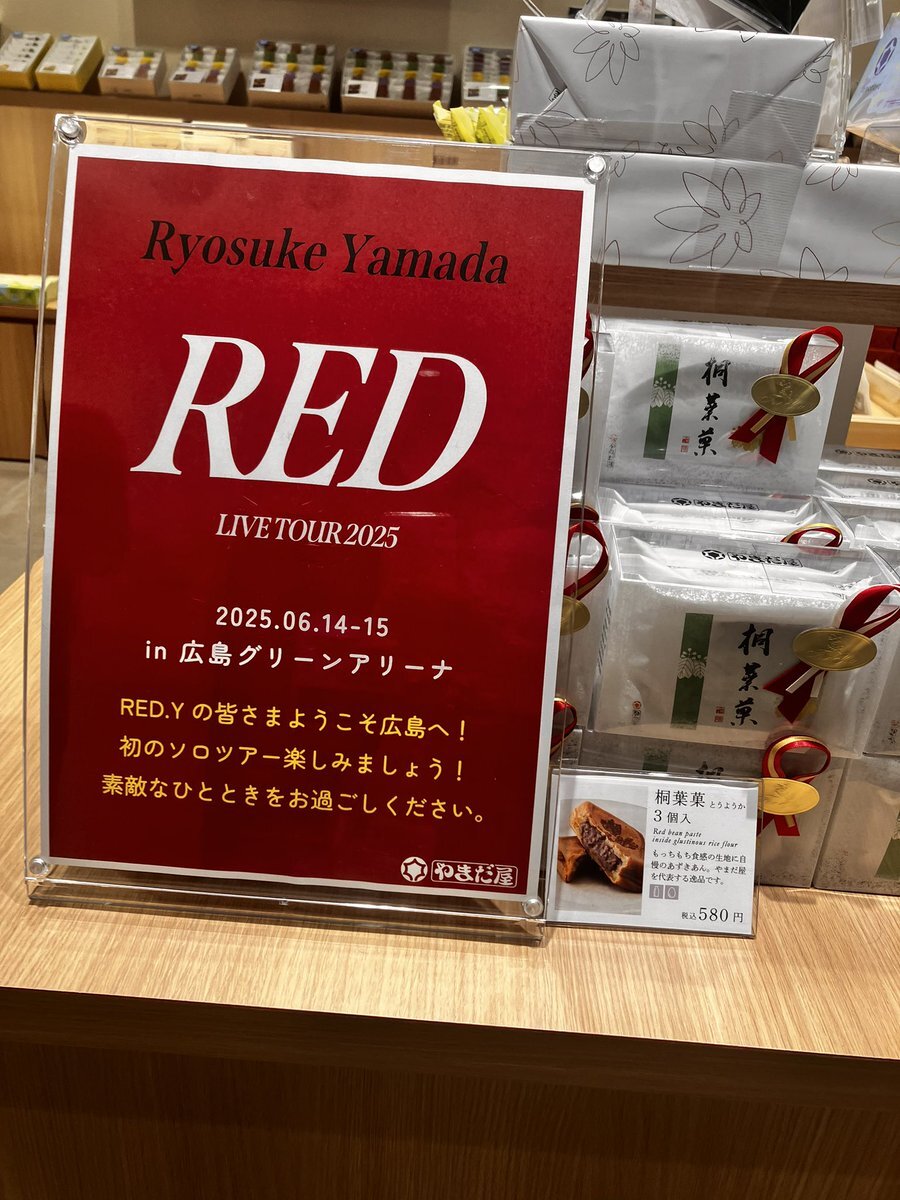 Ryosuke Yamada
RED
LIVE TOUR 2025
2025.06.14-15
in 広島グリーンアリーナ
RED.Y の皆さまようこそ広島へ！
初のソロツアー楽しみましょう！
素敵なひとときをお過ごしください。
やまだ屋
桐葉菓
やまだ屋
桐葉菓
桐葉菓 とうようか
3個入
Red bean paste
inside glustinous rice flour
もっちもち食感の生地に自
慢のあずきあん。やまだ屋
を代表する逸品です。
税込580円